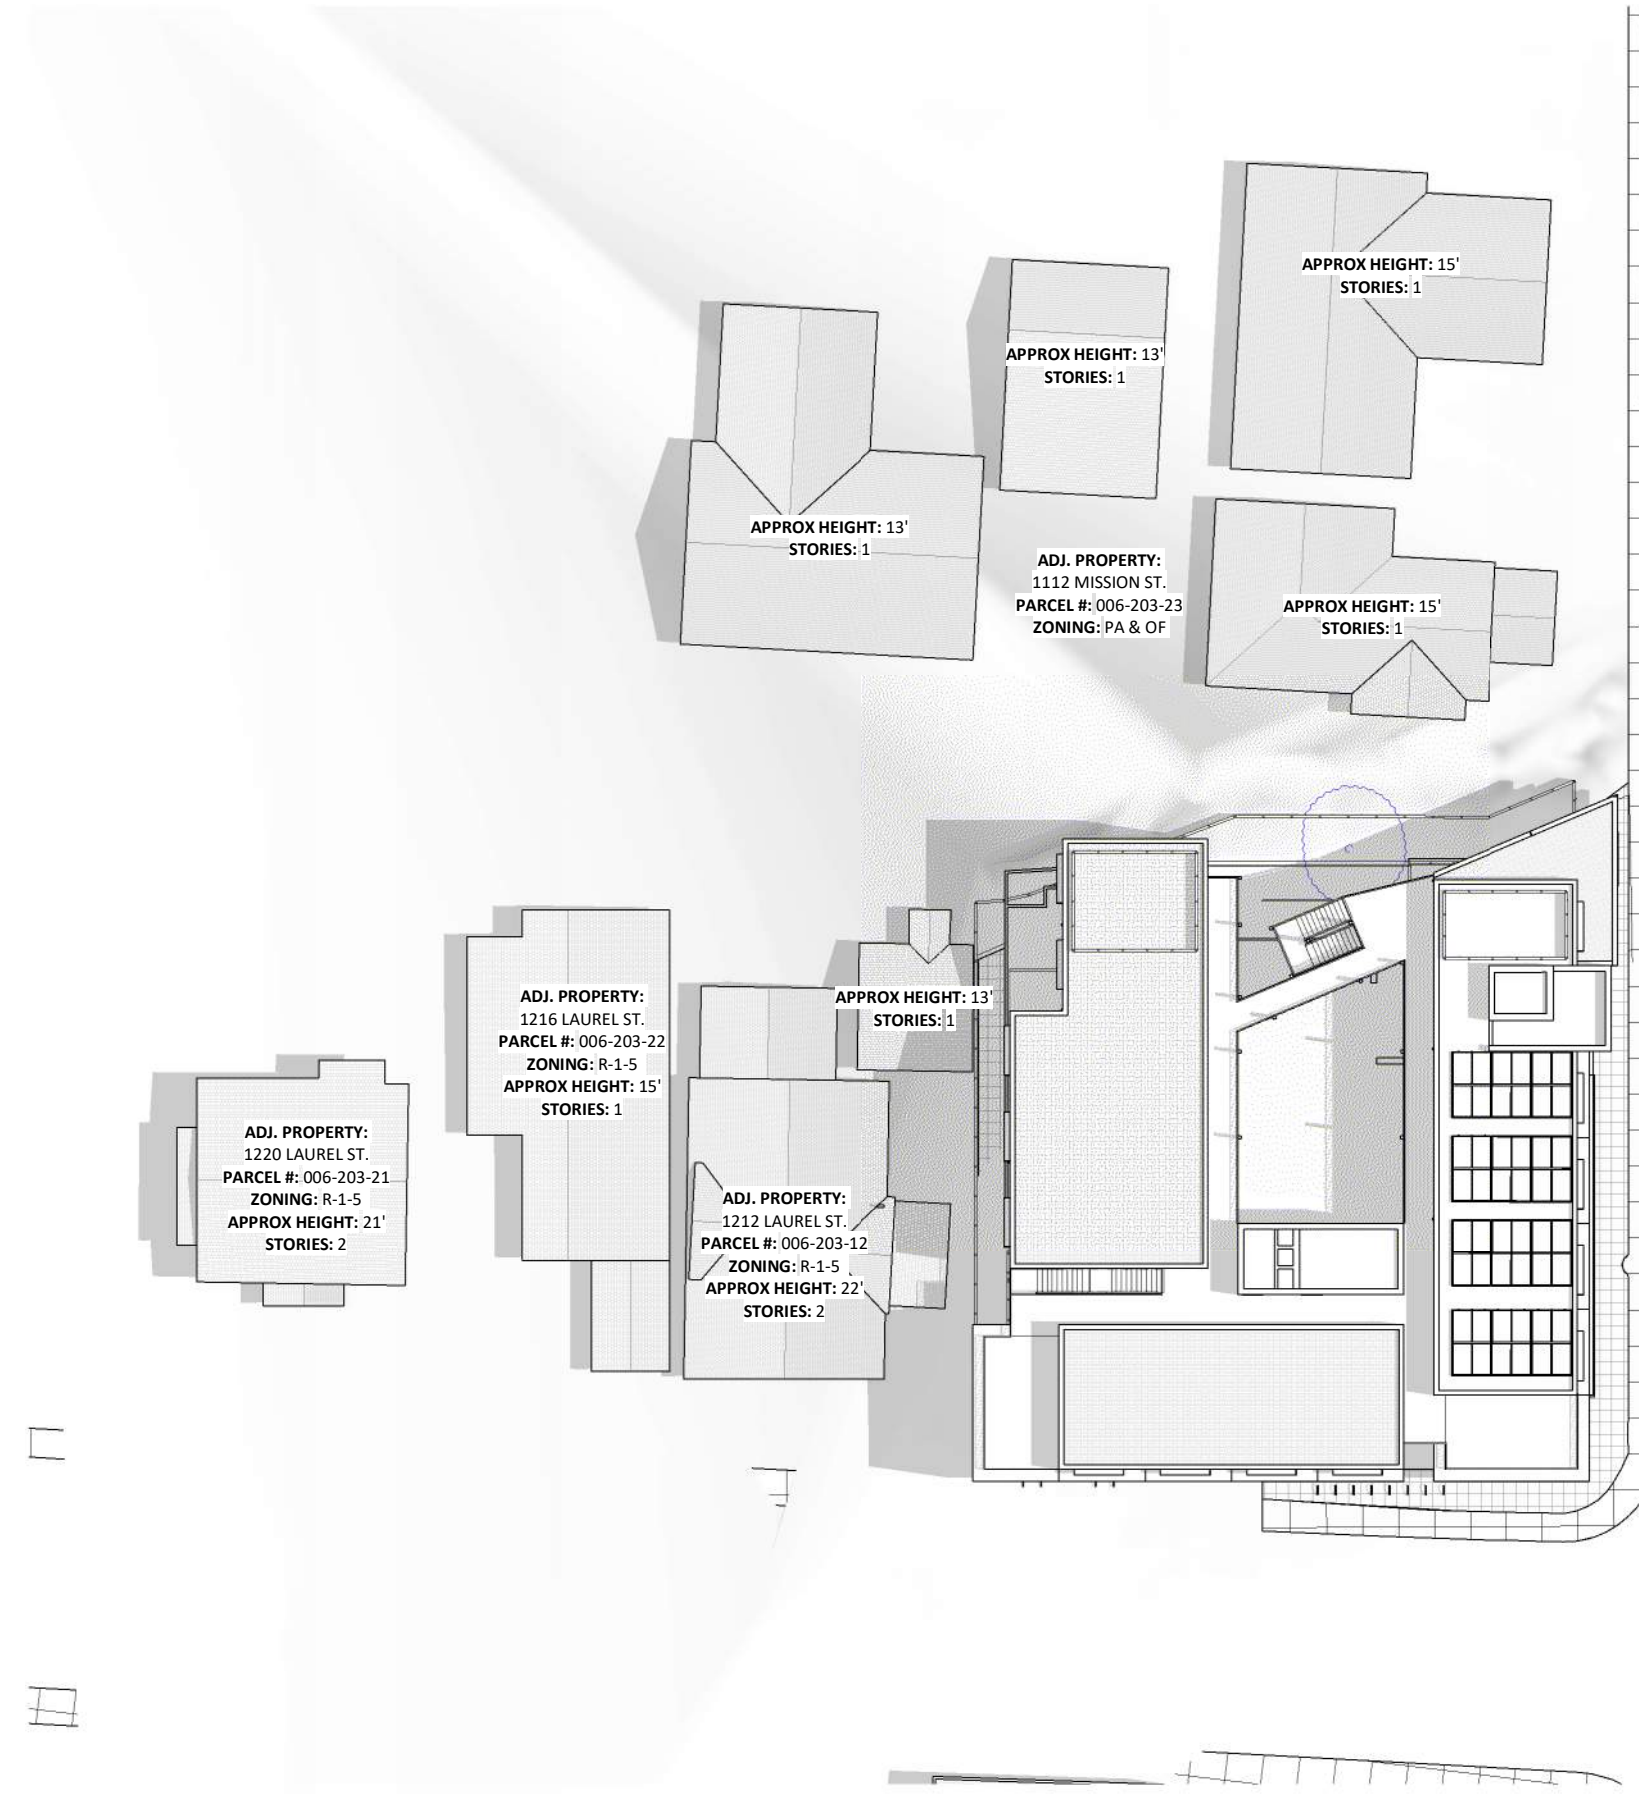 APPROX HEIGHT: 15'
STORIES: 1
APPROX HEIGHT: 13'
STORIES: 1
APPROX HEIGHT: 13'
STORIES: 1
ADJ. PROPERTY:
1112 MISSION ST.
PARCEL #: 006-203-23
ZONING: PA & OF
APPROX HEIGHT: 15'
STORIES: 1
ADJ. PROPERTY:
1216 LAUREL ST.
PARCEL #: 006-203-22
ZONING: R-1-5
APPROX HEIGHT: 15'
STORIES: 1
APPROX HEIGHT: 13'
STORIES: 1
ADJ. PROPERTY:
1220 LAUREL ST.
PARCEL #: 006-203-21
ZONING: R-1-5
APPROX HEIGHT: 21'
STORIES: 2
ADJ. PROPERTY:
1212 LAUREL ST.
PARCEL #: 006-203-12
ZONING: R-1-5
APPROX HEIGHT: 22'
STORIES: 2